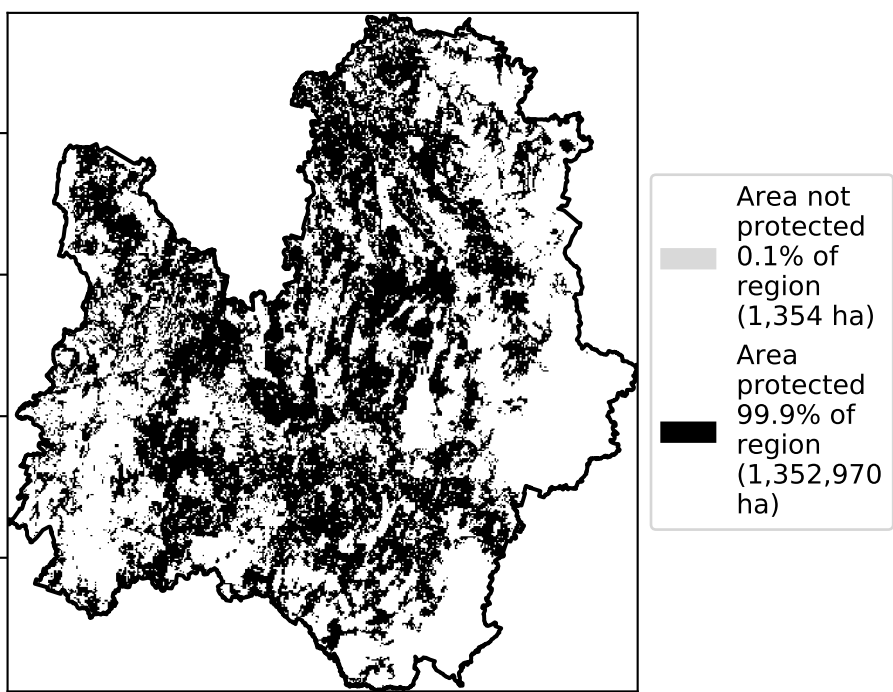 Area not
protected
0.1% of
region
(1,354 ha)
Area
protected
99.9% of
region
(1,352,970
ha)